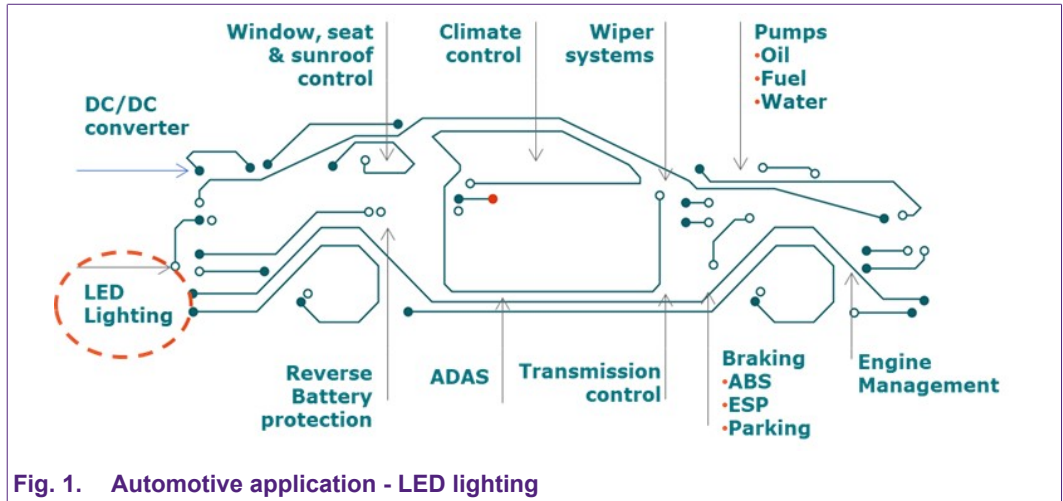 Window, seat
& sunroof
control
Climate
control
Wiper
systems
Pumps
•Oil
•Fuel
•Water
DC/DC
converter
LED
Lighting
Reverse
Battery
protection
ADAS
Transmission
control
Braking
•ABS
•ESP
•Parking
Engine
Management
Fig. 1. Automotive application - LED lighting